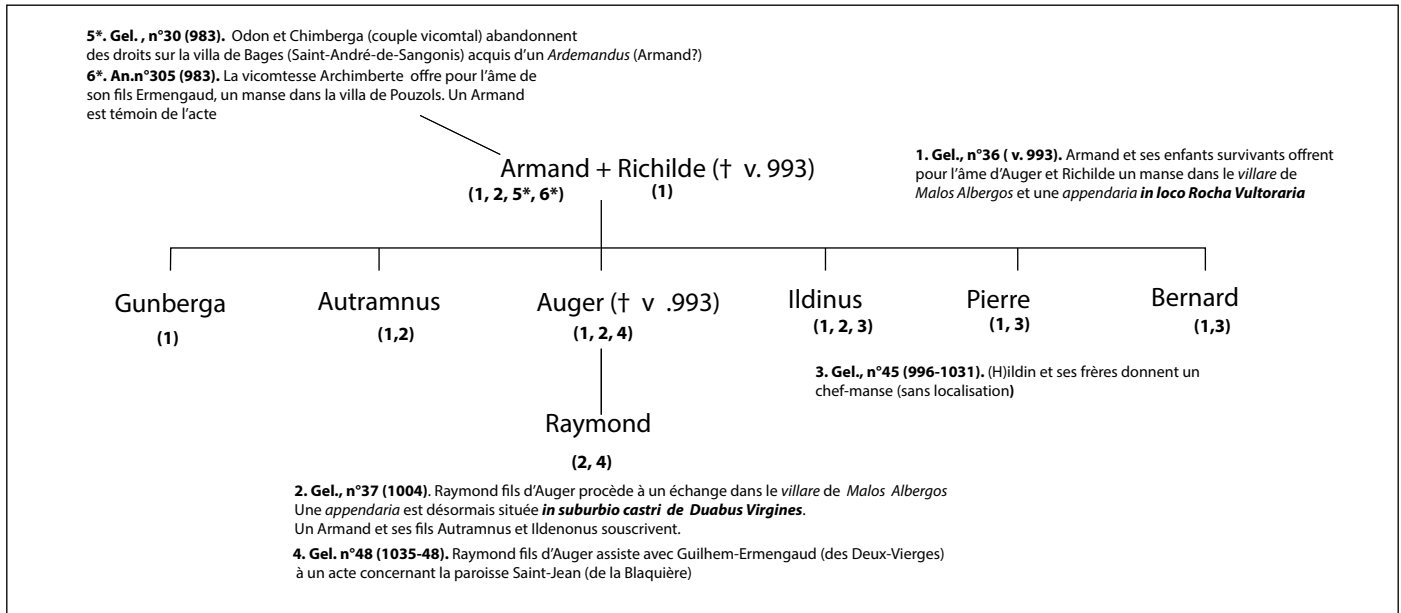 5*. Gel. , n°30 (983). Odon et Chimberga (couple vicomtal) abandonnent
des droits sur la villa de Bages (Saint-André-de-Sangonis) acquis d'un Ardemandus (Armand?)
6*. An.n°305 (983). La vicomtesse Archimberte offre pour l'âme de
son fils Ermengaud, un manse dans la villa de Pouzols. Un Armand
est témoin de l'acte
Armand + Richilde († v. 993)
(1, 2, 5*, 6*) (1)
1. Gel., n°36 ( v. 993). Armand et ses enfants survivants offrent
pour l'âme d'Auger et Richilde un manse dans le villare de
Malos Albergos et une appendaria in loco Rocha Vultoraria
Gunberga Autramnus Auger († v .993) Ildinus Pierre Bernard
(1) (1,2) (1, 2, 4) (1, 2, 3) (1, 3) (1,3)
3. Gel., n°45 (996-1031). (H)ildin et ses frères donnent un
chef-manse (sans localisation)
Raymond
(2, 4)
2. Gel., n°37 (1004). Raymond fils d'Auger procède à un échange dans le villare de Malos Albergos
Une appendaria est désormais située in suburbio castri de Duabus Virgines.
Un Armand et ses fils Autramnus et Ildenonus souscrivent.
4. Gel. n°48 (1035-48). Raymond fils d'Auger assiste avec Guilhem-Ermengaud (des Deux-Vierges)
à un acte concernant la paroisse Saint-Jean (de la Blaquière)